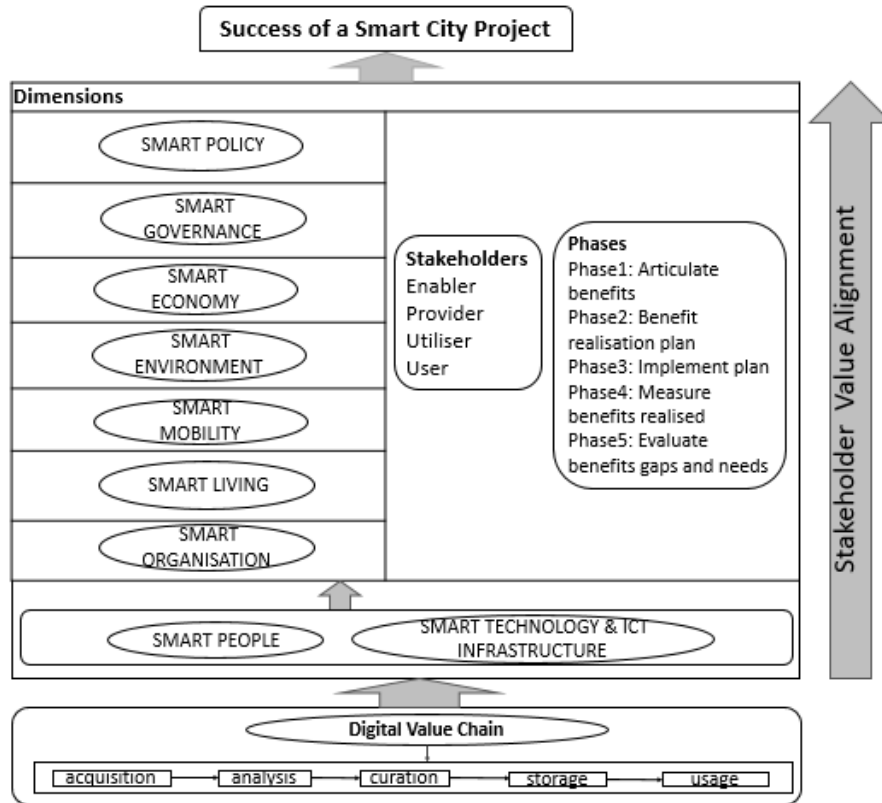 Success of a Smart City Project
Dimensions
SMART POLICY
SMART
GOVERNANCE
SMART
ECONOMY
SMART
ENVIRONMENT
SMART
MOBILITY
SMART LIVING
SMART
ORGANISATION
Stakeholders
Enabler
Provider
Utiliser
User
Phases
Phase1: Articulate
benefits
Phase2: Benefit
realisation plan
Phase3: Implement plan
Phase4: Measure
benefits realised
Phase5: Evaluate
benefits gaps and needs
Stakeholder Value Alignment
SMART PEOPLE
SMART TECHNOLOGY & ICT
INFRASTRUCTURE
Digital Value Chain
acquisition
analysis
curation
storage
usage